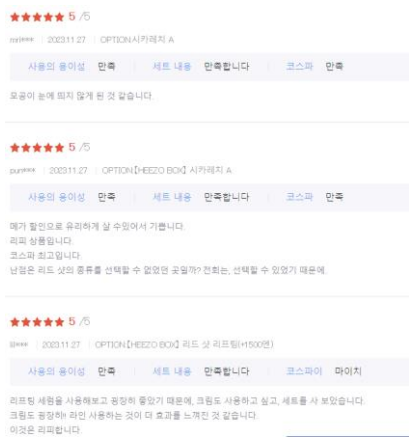 ★★★★★ 5 /5
2023.11.27 OPTION:시카레지 A
사용의 용이성 만족 세트 내용 만족합니다 코스파 만족
모공이 눈에 띄지 않게 된 것 같습니다.
★★★★★ 5 /5
puri**** 2023.11.27 OPTION:【HEEZO BOX】 시카레지 A
사용의 용이성 만족 세트 내용 만족합니다 코스파 만족
메가 할인으로 유리하게 살 수있어서 기쁩니다.
리피 상품입니다.
코스파 최고입니다.
난점은 리드 샷의 종류를 선택할 수 없었던 곳일까? 전회는, 선택할 수 있었기 때문에.
★★★★★ 5 /5
2023.11.27 OPTION:【HEEZO BOX】 리드 샷 리프팅(+1500엔)
사용의 용이성 만족 세트 내용 만족합니다 코스파이 마이치
리프팅 세럼을 사용해보고 굉장히 좋았기 때문에, 크림도 사용하고 싶고, 세트를 사 보았습니다.
크림도 굉장히! 라인 사용하는 것이 더 효과를 느껴진 것 같습니다.
이것은 리피합니다.